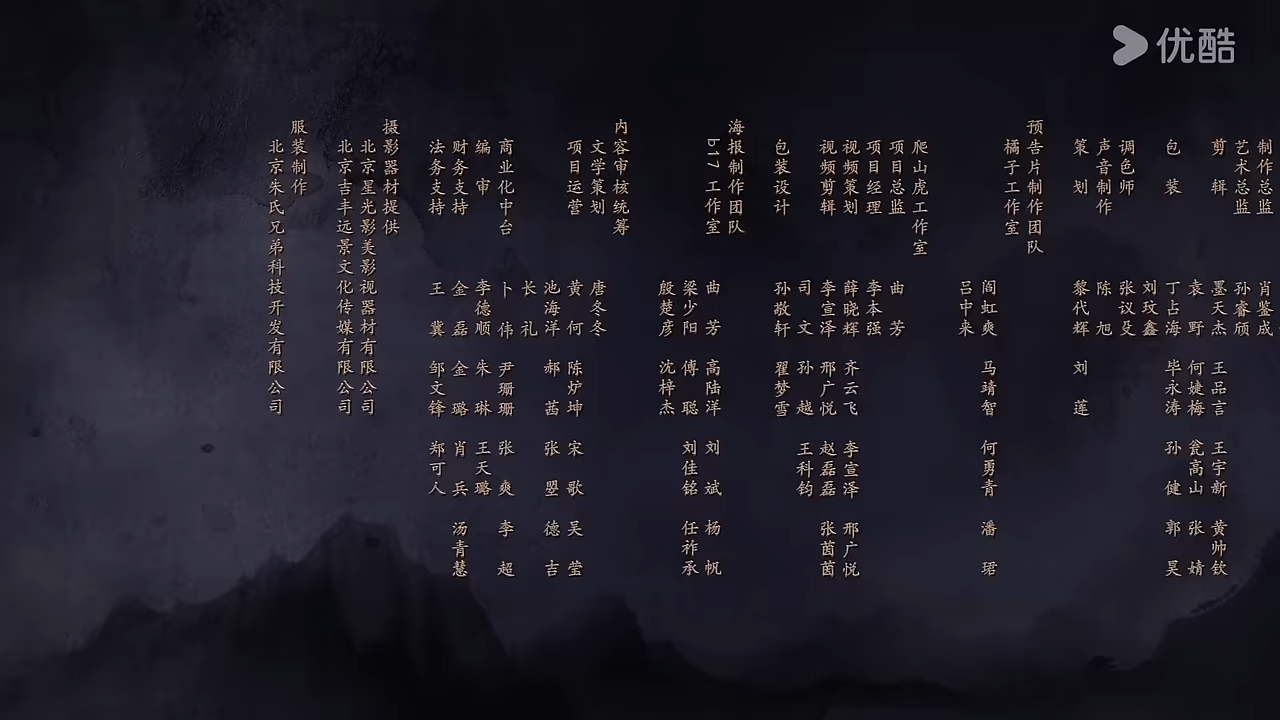 优酷
制作总监 肖鉴成
艺术总监 孙睿颀
剪辑 墨天杰 王品言 王宇新 黄帅钦
袁野 何婕梅 瓮高山 张婧
包装 丁占海 毕永涛 孙健 郭昊
刘玟鑫
调色师 张议旻
声音制作 陈旭
策划 黎代辉 刘莲
预告片制作团队
橘子工作室
阎虹爽 马靖智 何勇青 潘珺
吕中来
爬山虎工作室
项目总监 曲芳
项目经理 李本强
视频策划 薛晓辉 齐云飞 李宣泽 邢广悦
视频剪辑 李宣泽 邢广悦 赵磊磊 张茵茵
司文 孙越 王科钧
包装设计 孙敬轩 翟梦雪
海报制作团队
b17工作室 曲芳 高陆洋 刘斌 杨帆
梁少阳 傅聪 刘佳铭 任祚承
殷楚彦 沈梓杰
内容审核统筹
文学策划 唐冬冬
项目运营 黄何 陈炉坤 宋歌 吴莹
池海洋 郝茜 张曌 德吉
长礼
商业化中台 卜伟 尹珊珊 张爽 李超
编审 李德顺 朱琳 王天璐
财务支持 金磊 金璐 肖兵 汤青慧
法务支持 王冀 邹文锋 郑可人
摄影器材提供
北京星光影美影视器材有限公司
北京吉丰远景文化传媒有限公司
服装制作
北京朱氏兄弟科技开发有限公司